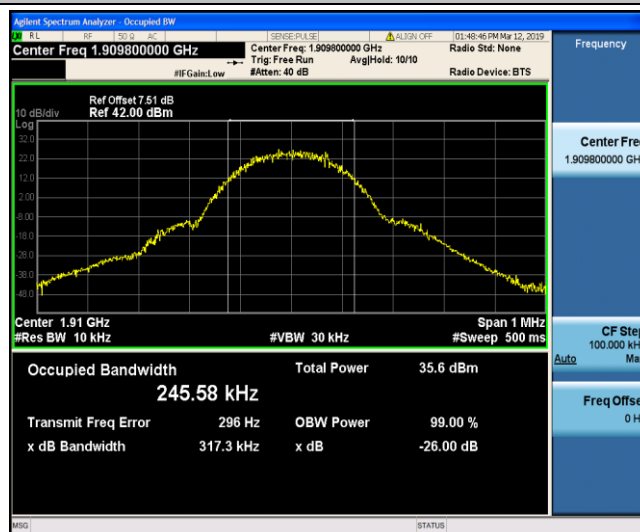 Agilent Spectrum Analyzer - Occupied BW
RL RF 50 Ω AC SENSE:PULSE ALIGN OFF 01:48:46 PM Mar 12, 2019
Center Freq 1.909800000 GHz Center Freq: 1.909800000 GHz Radio Std: None Frequency
Trig: Free Run Avg|Hold: 10/10
#IFGain:Low #Atten: 40 dB Radio Device: BTS
Ref Offset 7.51 dB
10 dB/div Ref 42.00 dBm
Log
32.0
22.0
12.0
2.00
-8.00
-18.0
-28.0
-38.0
-48.0
Center Fre
1.909800000 GH
Center 1.91 GHz Span 1 MHz
#Res BW 10 kHz #VBW 30 kHz #Sweep 500 ms
CF Step
100.000 kH
Auto Ma
Occupied Bandwidth Total Power 35.6 dBm
245.58 kHz
Freq Offse
0 H
Transmit Freq Error 296 Hz OBW Power 99.00 %
x dB Bandwidth 317.3 kHz x dB -26.00 dB
MSG STATUS